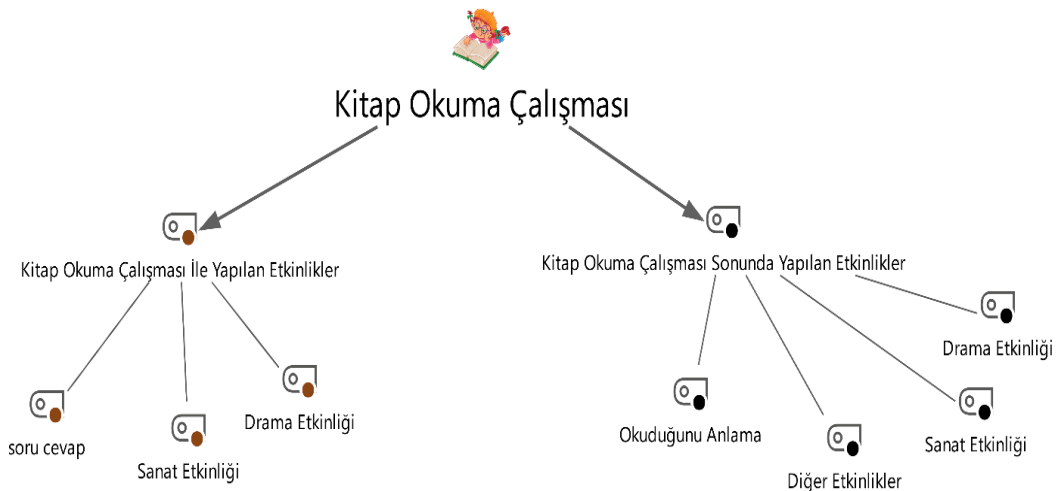 Kitap Okuma Çalışması
Kitap Okuma Çalışması İle Yapılan Etkinlikler
Kitap Okuma Çalışması Sonunda Yapılan Etkinlikler
soru cevap
Sanat Etkinliği
Drama Etkinliği
Okuduğunu Anlama
Diğer Etkinlikler
Sanat Etkinliği
Drama Etkinliği